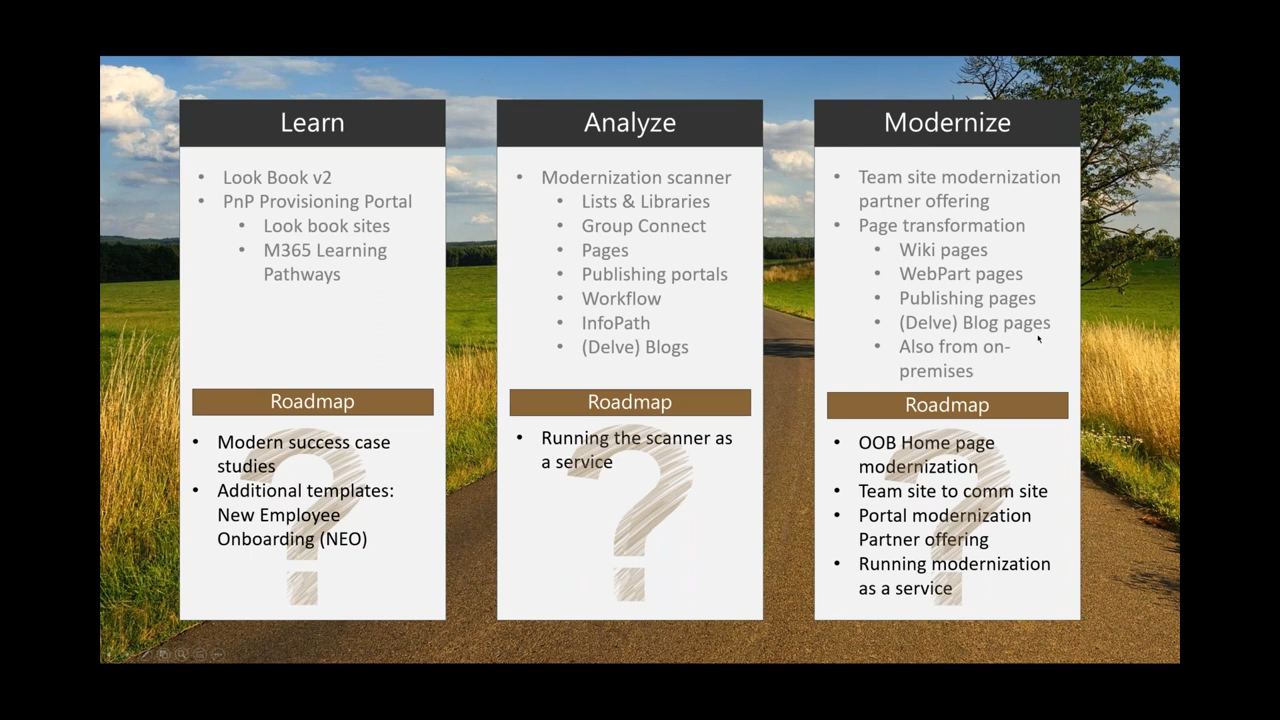 Learn
Look Book v2
PnP Provisioning Portal
Look book sites
M365 Learning
Pathways
Roadmap
Modern success case
studies
Additional templates:
New Employee
Onboarding (NEO)
Analyze
Modernization scanner
Lists & Libraries
Group Connect
Pages
Publishing portals
Workflow
InfoPath
(Delve) Blogs
Roadmap
Running the scanner as
a service
Modernize
Team site modernization
partner offering
Page transformation
Wiki pages
WebPart pages
Publishing pages
(Delve) Blog pages
Also from on-
premises
Roadmap
OOB Home page
modernization
Team site to comm site
Portal modernization
Partner offering
Running modernization
as a service